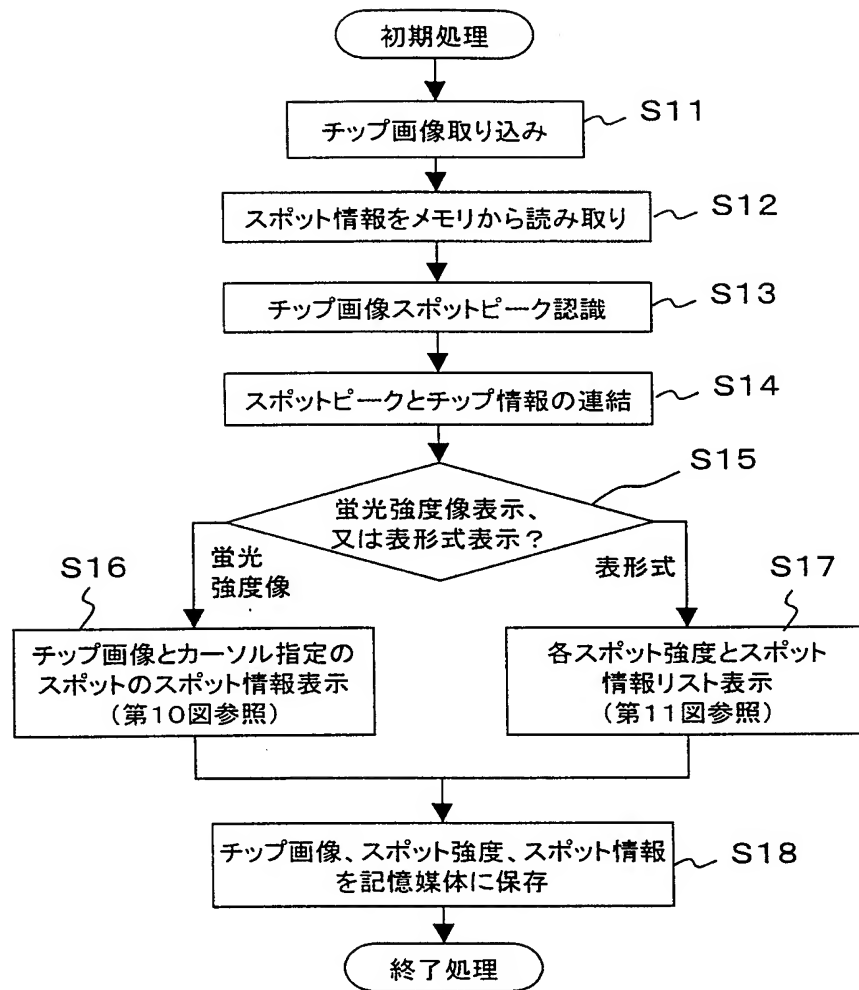 初期処理
S11
チップ画像取り込み
S12
スポット情報をメモリから読み取り
S13
チップ画像スポットピーク認識
S14
スポットピークとチップ情報の連結
S15
蛍光強度像表示、
又は表形式表示?
蛍光
強度像
表形式
S16
チップ画像とカーソル指定の
スポットのスポット情報表示
(第10図参照)
S17
各スポット強度とスポット
情報リスト表示
(第11図参照)
チップ画像、スポット強度、スポット情報
を記憶媒体に保存
S18
終了処理